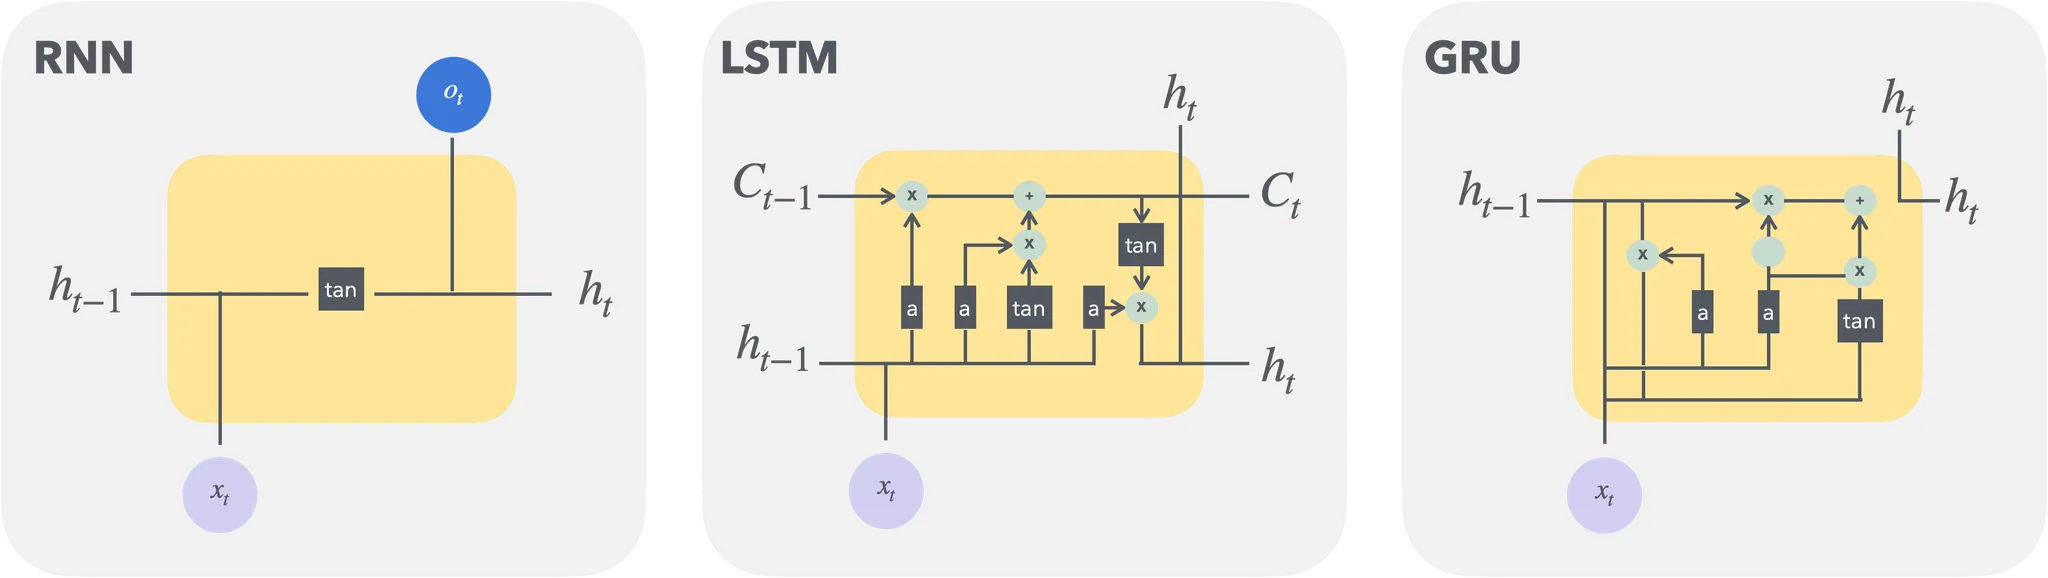 RNN
o_t
h_{t-1}
tan
h_t
x_t
LSTM
h_t
C_{t-1}
x
+
C_t
x
tan
a
a
tan
a
x
h_{t-1}
h_t
x_t
GRU
h_t
h_{t-1}
x
+
h_t
x
x
a
a
tan
x_t